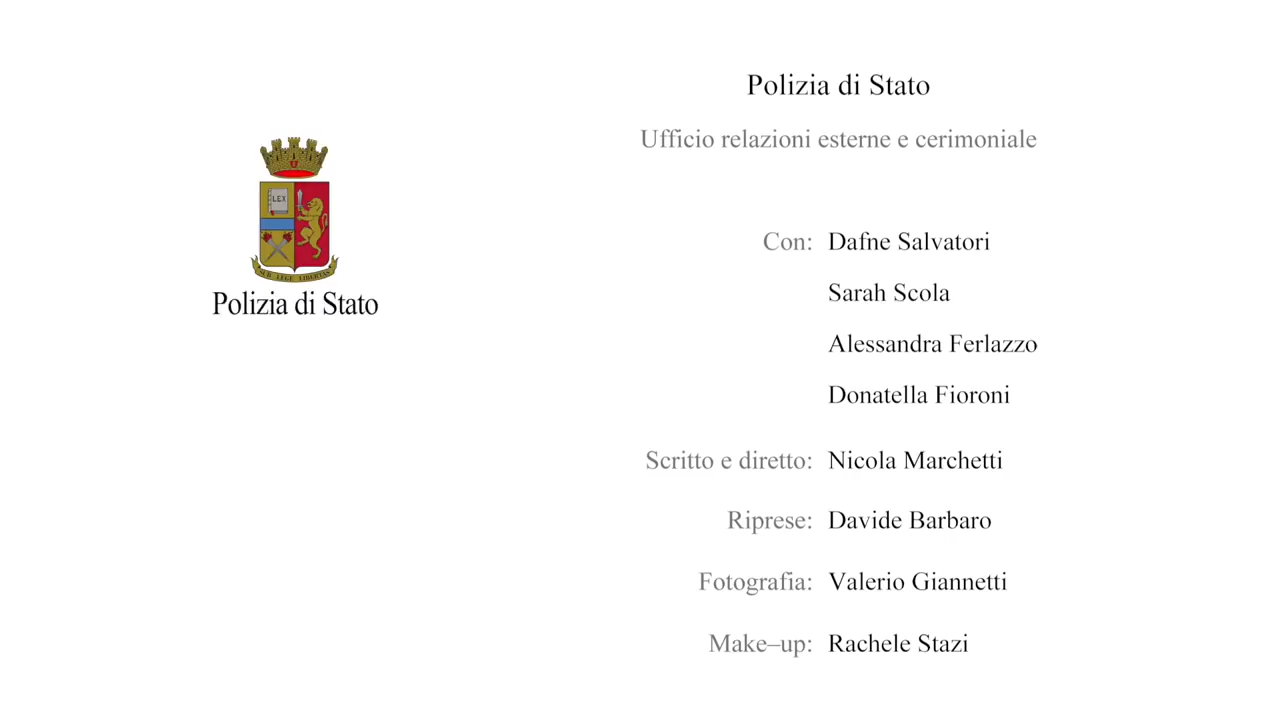 Polizia di Stato
Ufficio relazioni esterne e cerimoniale
LEX
SUB LEGE LIBERTAS
Polizia di Stato
Con: Dafne Salvatori
Sarah Scola
Alessandra Ferlazzo
Donatella Fioroni
Scritto e diretto: Nicola Marchetti
Riprese: Davide Barbaro
Fotografia: Valerio Giannetti
Make–up: Rachele Stazi